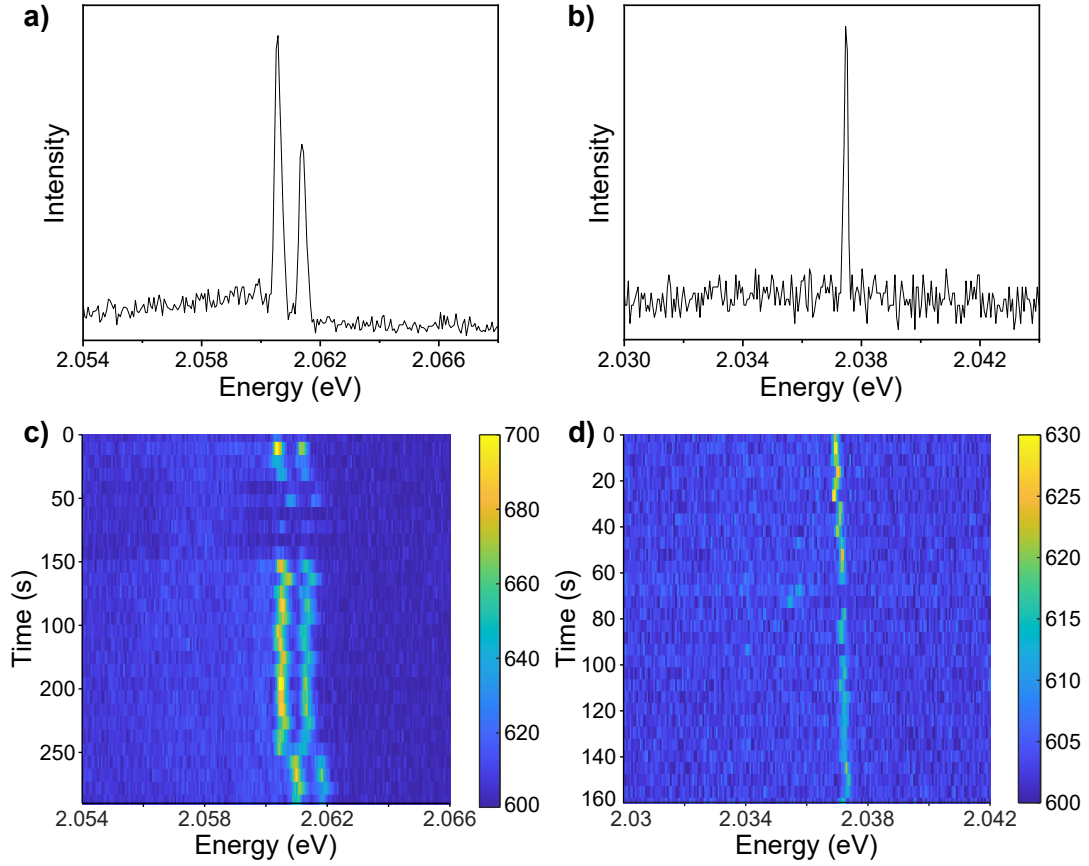 a)
Intensity
2.054 2.058 2.062 2.066
Energy (eV)
b)
Intensity
2.030 2.034 2.038 2.042
Energy (eV)
c)
Time (s)
0
50
150
100
200
250
2.054 2.058 2.062 2.066
Energy (eV)
700
680
660
640
620
600
d)
Time (s)
0
20
40
60
80
100
120
140
160
2.03 2.034 2.038 2.042
Energy (eV)
630
625
620
615
610
605
600